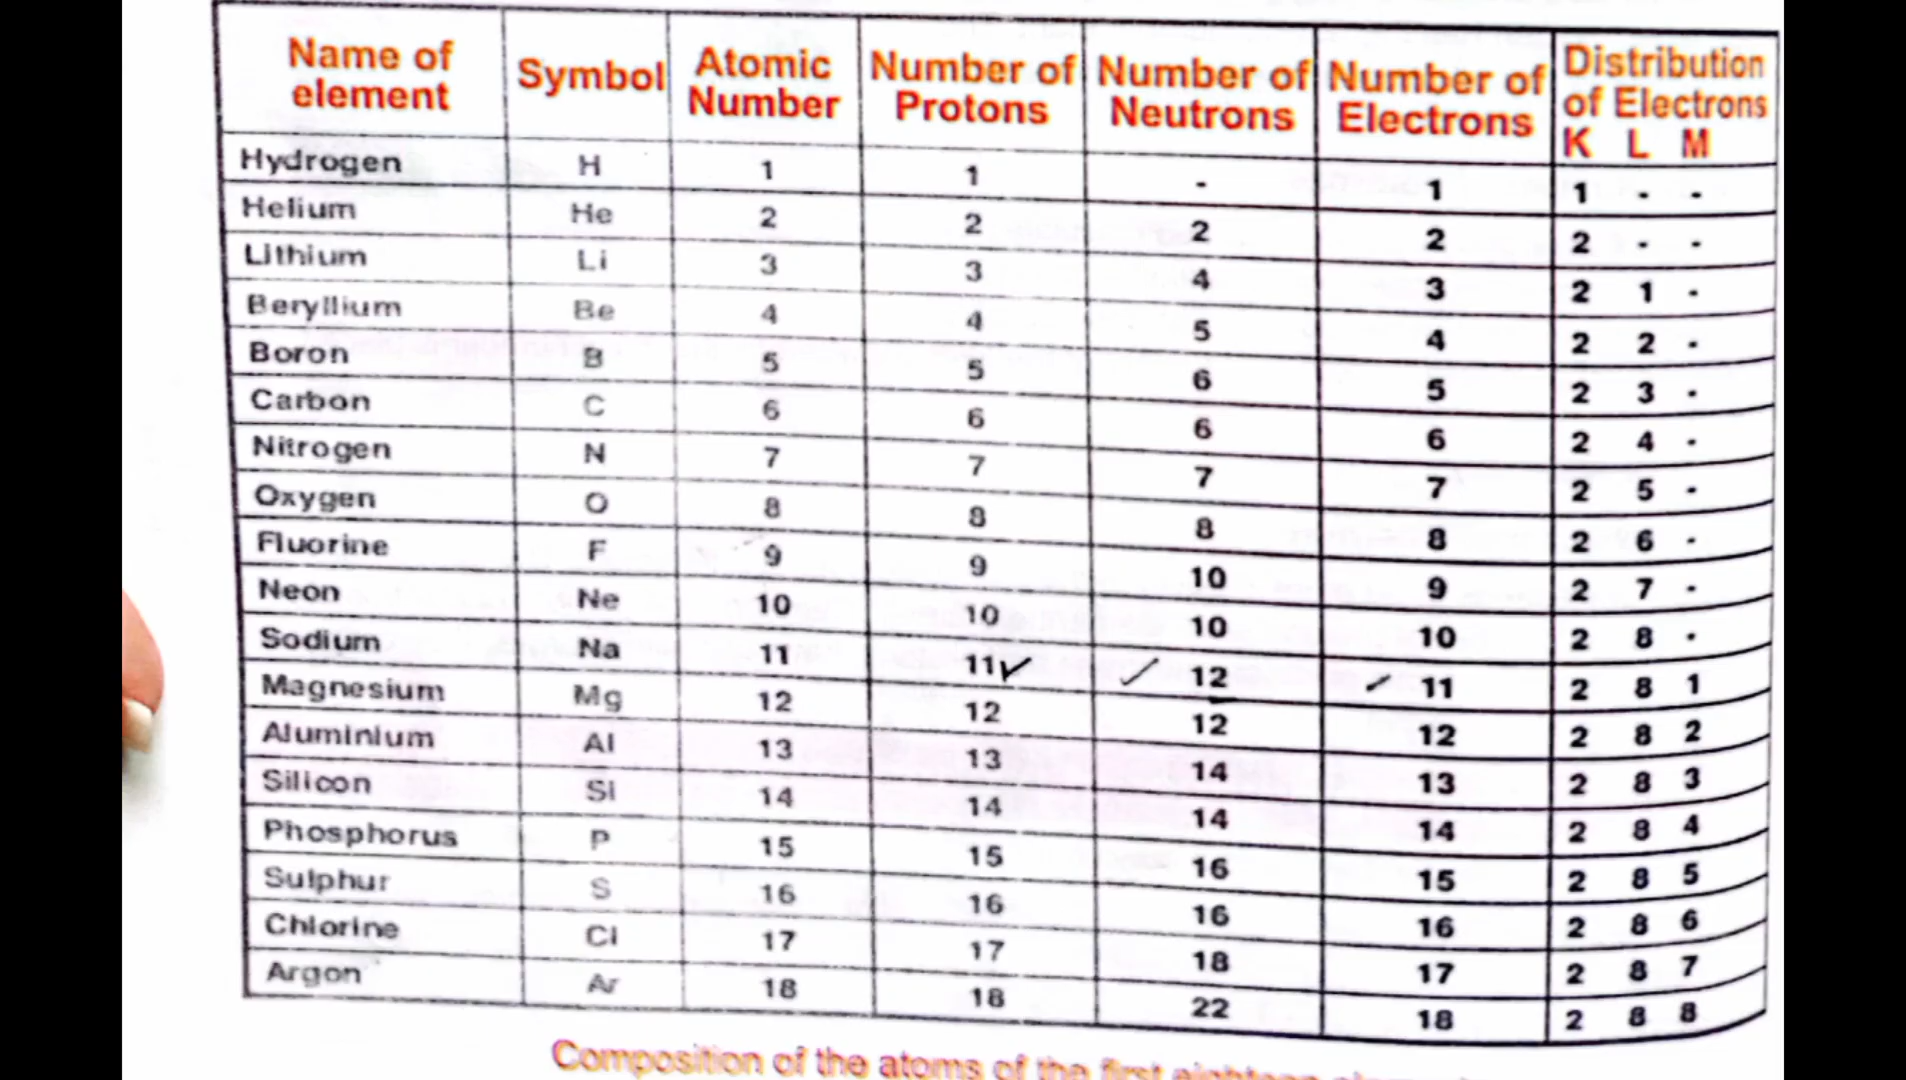 Name of element Symbol Atomic Number Number of Protons Number of Neutrons Number of Electrons Distribution of Electrons K L M
Hydrogen H 1 1 - 1 1 - -
Helium He 2 2 2 2 2 - -
Lithium Li 3 3 4 3 2 1 -
Beryllium Be 4 4 5 4 2 2 -
Boron B 5 5 6 5 2 3 -
Carbon C 6 6 6 6 2 4 -
Nitrogen N 7 7 7 7 2 5 -
Oxygen O 8 8 8 8 2 6 -
Fluorine F 9 9 10 9 2 7 -
Neon Ne 10 10 10 10 2 8 -
Sodium Na 11 11 12 11 2 8 1
Magnesium Mg 12 12 12 12 2 8 2
Aluminium Al 13 13 14 13 2 8 3
Silicon Si 14 14 14 14 2 8 4
Phosphorus P 15 15 16 15 2 8 5
Sulphur S 16 16 16 16 2 8 6
Chlorine Cl 17 17 18 17 2 8 7
Argon Ar 18 18 22 18 2 8 8
Composition of the atoms of the first eighteen